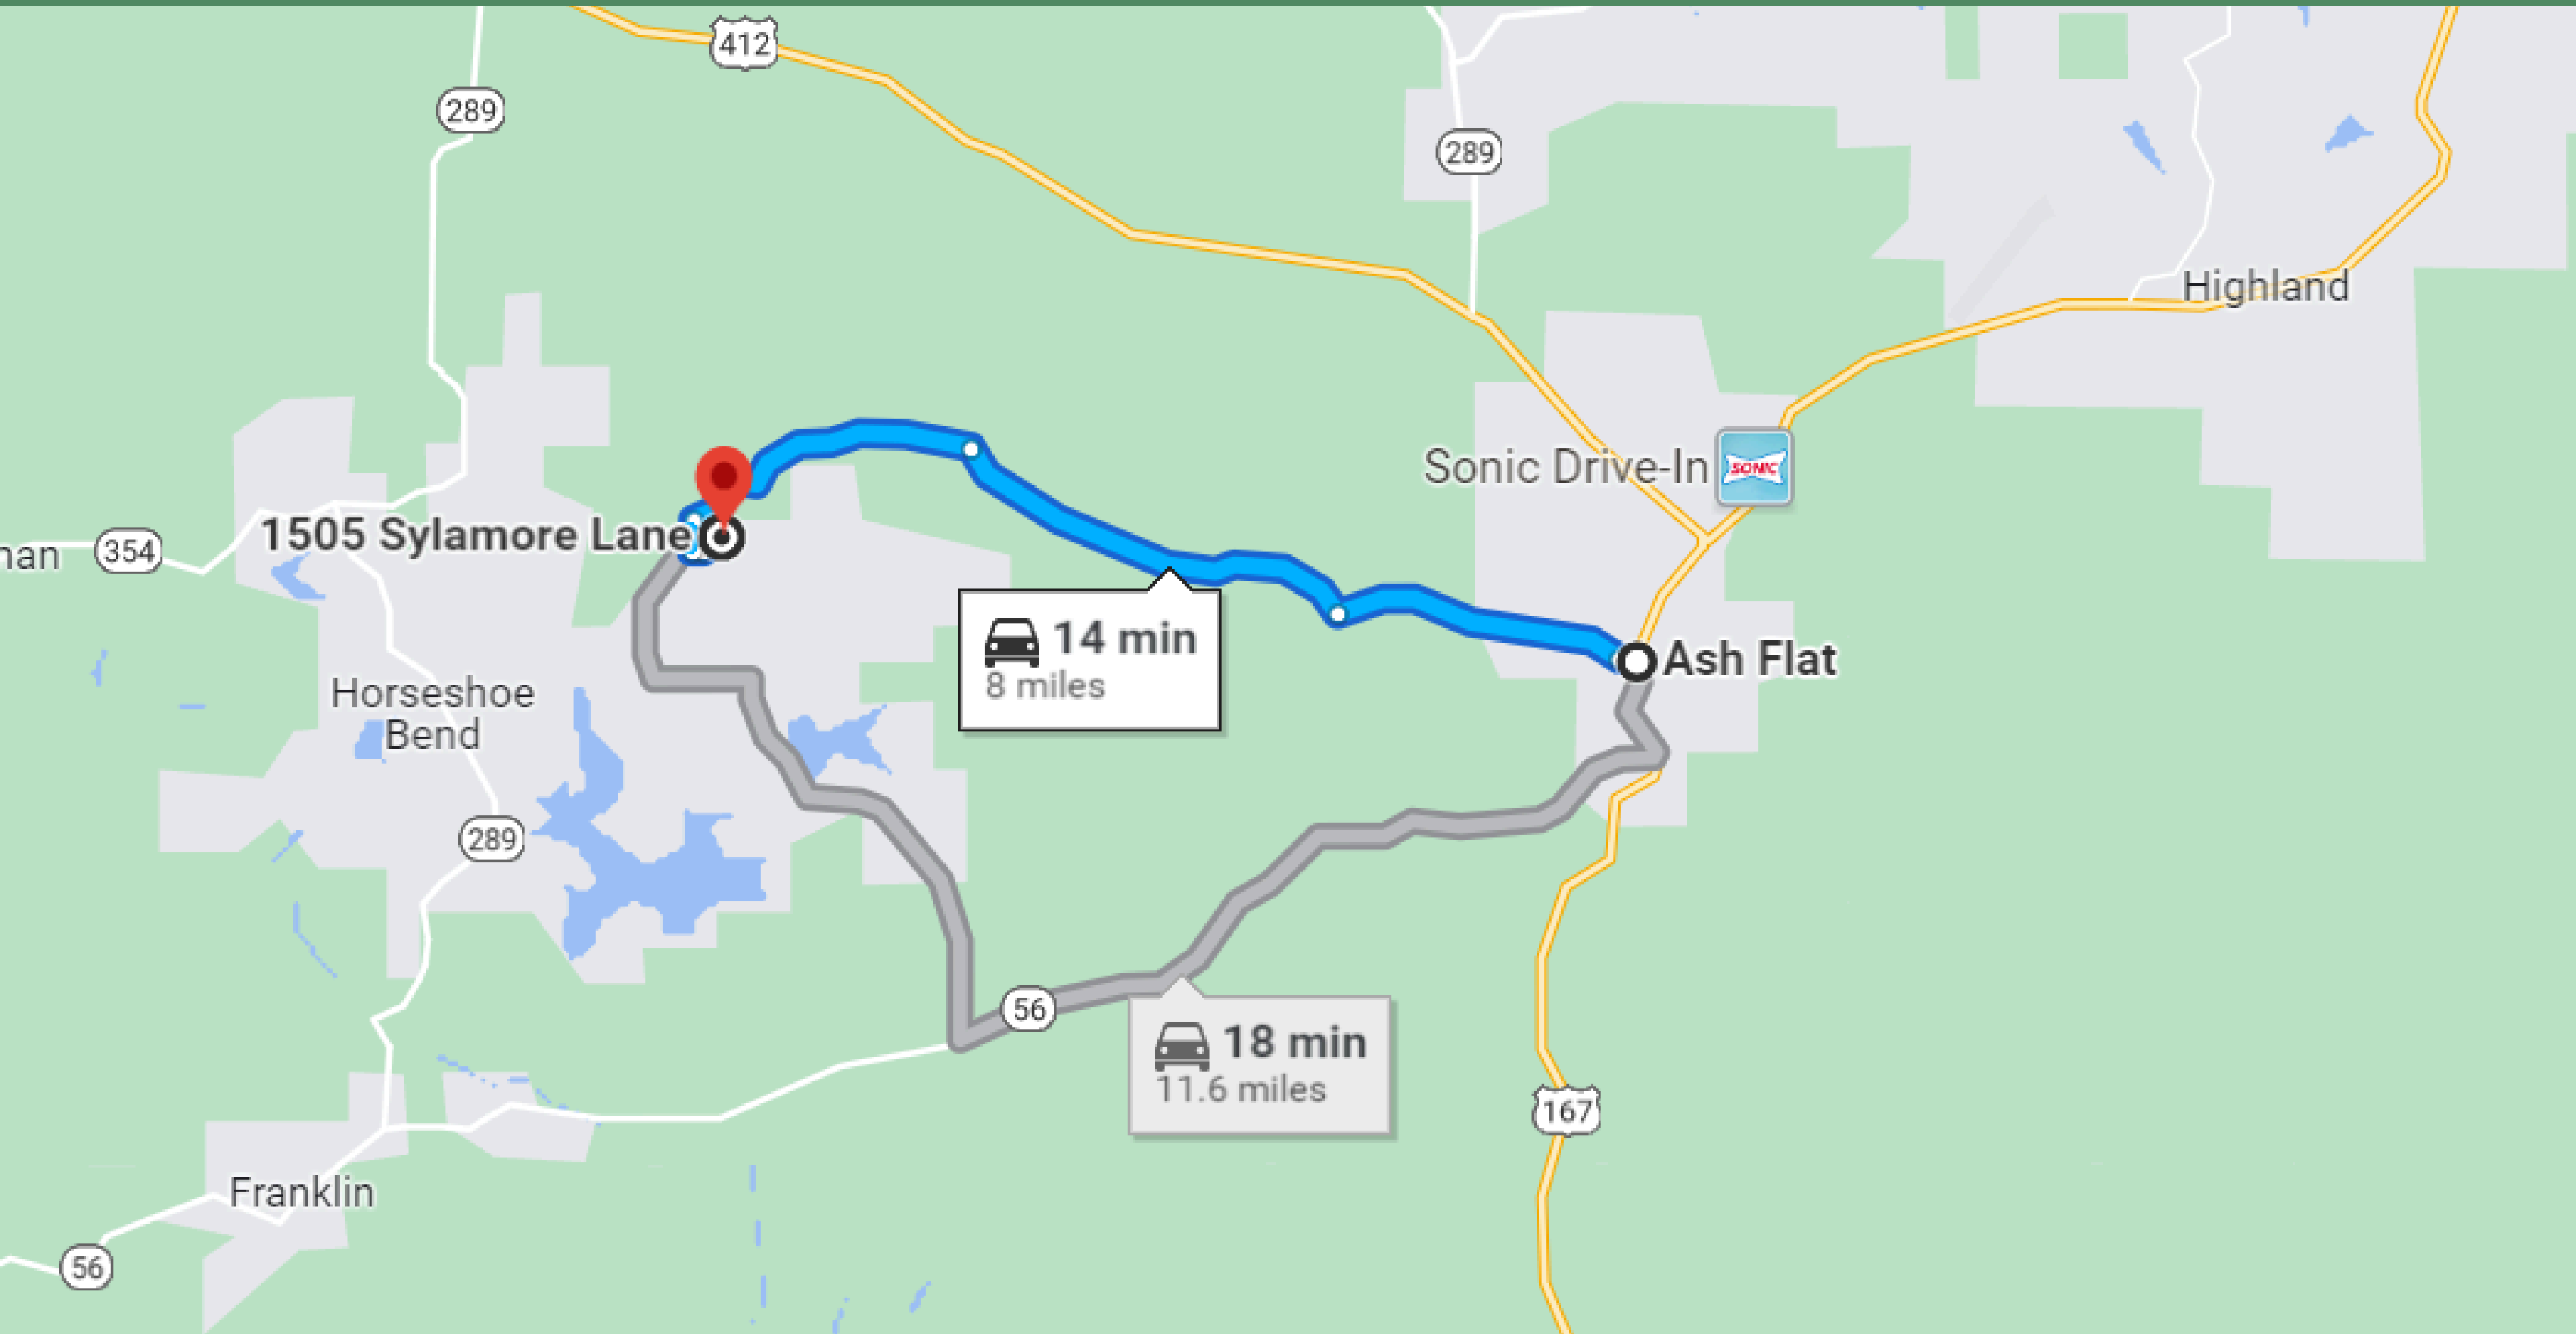 412
289
289
Highland
Sonic Drive-In
SONIC
1505 Sylamore Lane
354
14 min
8 miles
Ash Flat
Horseshoe
Bend
289
56
18 min
11.6 miles
167
Franklin
56